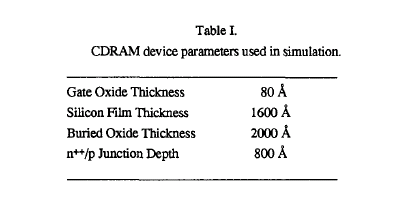 Table I.
CDRAM device parameters used in simulation.
Gate Oxide Thickness 80 Å
Silicon Film Thickness 1600 Å
Buried Oxide Thickness 2000 Å
n++/p Junction Depth 800 Å